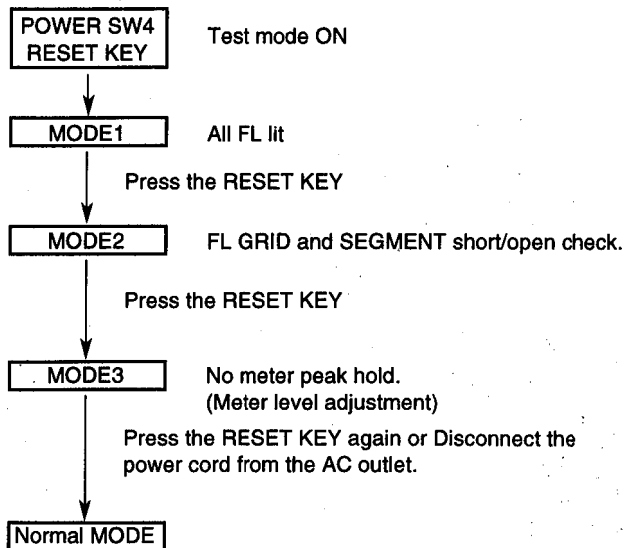 POWER SW4
RESET KEY
Test mode ON
MODE1
All FL lit
Press the RESET KEY
MODE2
FL GRID and SEGMENT short/open check.
Press the RESET KEY
MODE3
No meter peak hold.
(Meter level adjustment)
Press the RESET KEY again or Disconnect the
power cord from the AC outlet.
Normal MODE